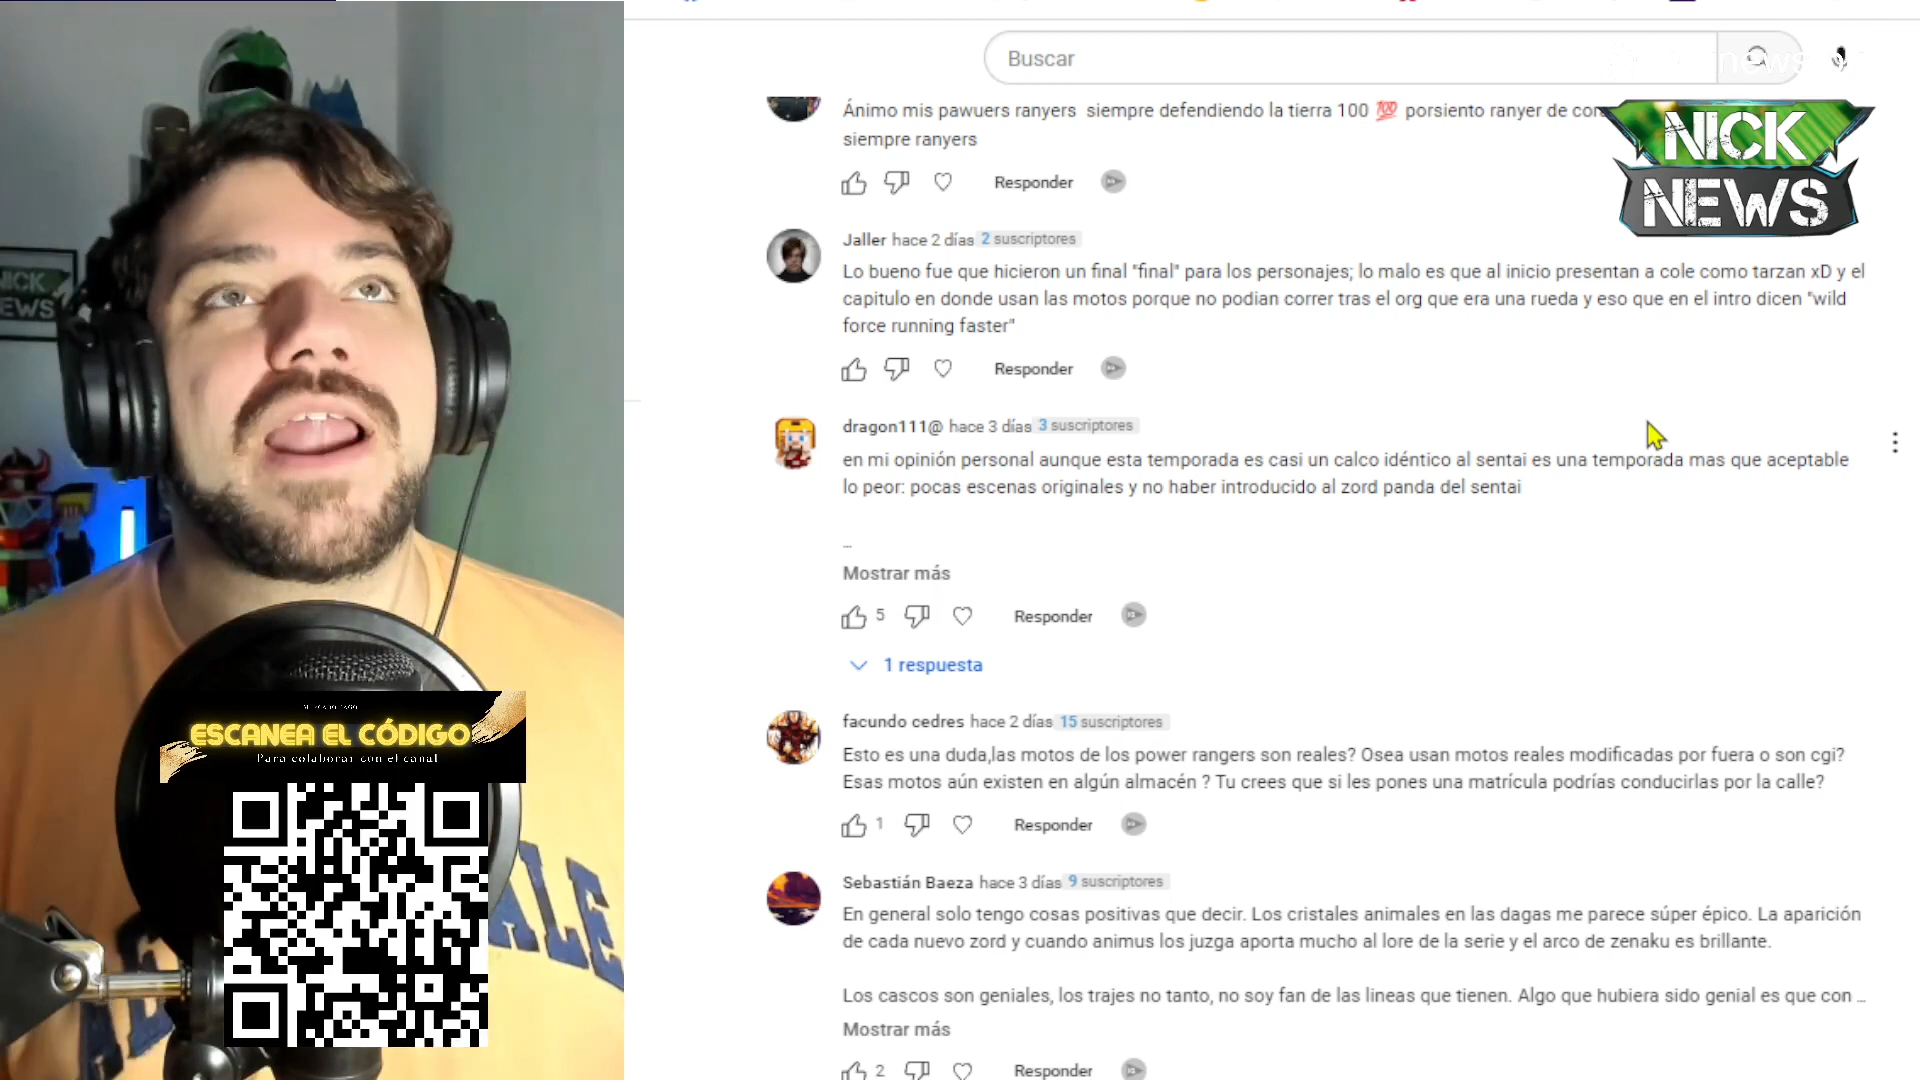 Buscar
Ánimo mis pawuers ranyers siempre defendiendo la tierra 100 💯 porsiento ranyer de
siempre ranyers
Responder
NICK
NEWS
Jaller hace 2 días 2 suscriptores
Lo bueno fue que hicieron un final "final" para los personajes; lo malo es que al inicio presentan a cole como tarzan xD y el
capitulo en donde usan las motos porque no podian correr tras el org que era una rueda y eso que en el intro dicen "wild
force running faster"
Responder
dragon111@ hace 3 días 3 suscriptores
en mi opinión personal aunque esta temporada es casi un calco idéntico al sentai es una temporada mas que aceptable
lo peor: pocas escenas originales y no haber introducido al zord panda del sentai
...
Mostrar más
5 Responder
1 respuesta
facundo cedres hace 2 días 15 suscriptores
Esto es una duda,las motos de los power rangers son reales? Osea usan motos reales modificadas por fuera o son cgi?
Esas motos aún existen en algún almacén ? Tu crees que si les pones una matrícula podrías conducirlas por la calle?
1 Responder
Sebastián Baeza hace 3 días 9 suscriptores
En general solo tengo cosas positivas que decir. Los cristales animales en las dagas me parece súper épico. La aparición
de cada nuevo zord y cuando animus los juzga aporta mucho al lore de la serie y el arco de zenaku es brillante.
Los cascos son geniales, los trajes no tanto, no soy fan de las lineas que tienen. Algo que hubiera sido genial es que con ...
Mostrar más
2 Responder
NICK
NEWS
ESCANEA EL CÓDIGO
Para colaborar con el canal
ALE